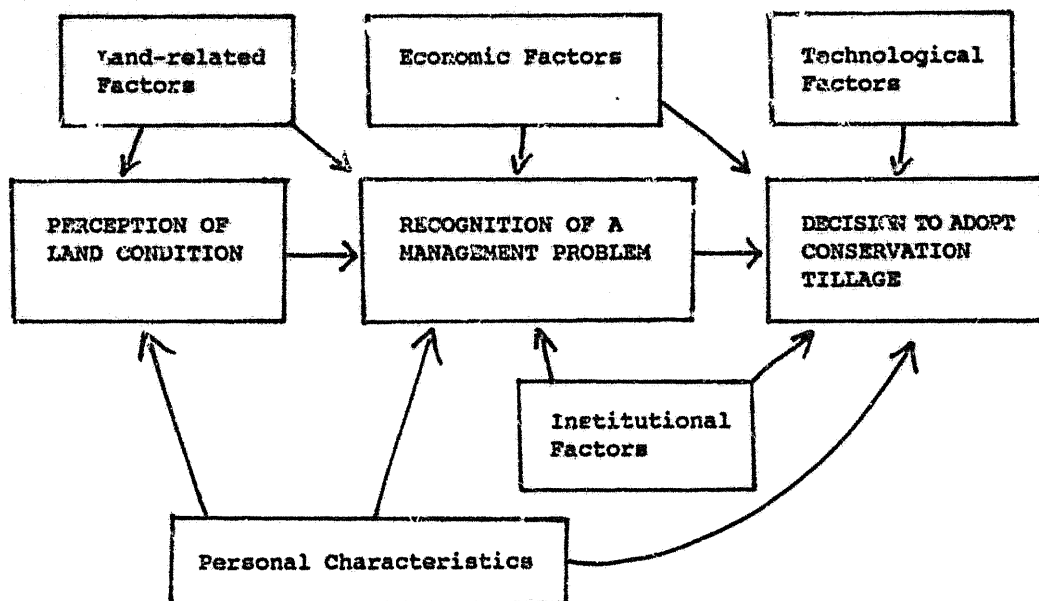 Land-related
Factors
Economic Factors
Technological
Factors
PERCEPTION OF
LAND CONDITION
RECOGNITION OF A
MANAGEMENT PROBLEM
DECISION TO ADOPT
CONSERVATION
TILLAGE
Institutional
Factors
Personal Characteristics